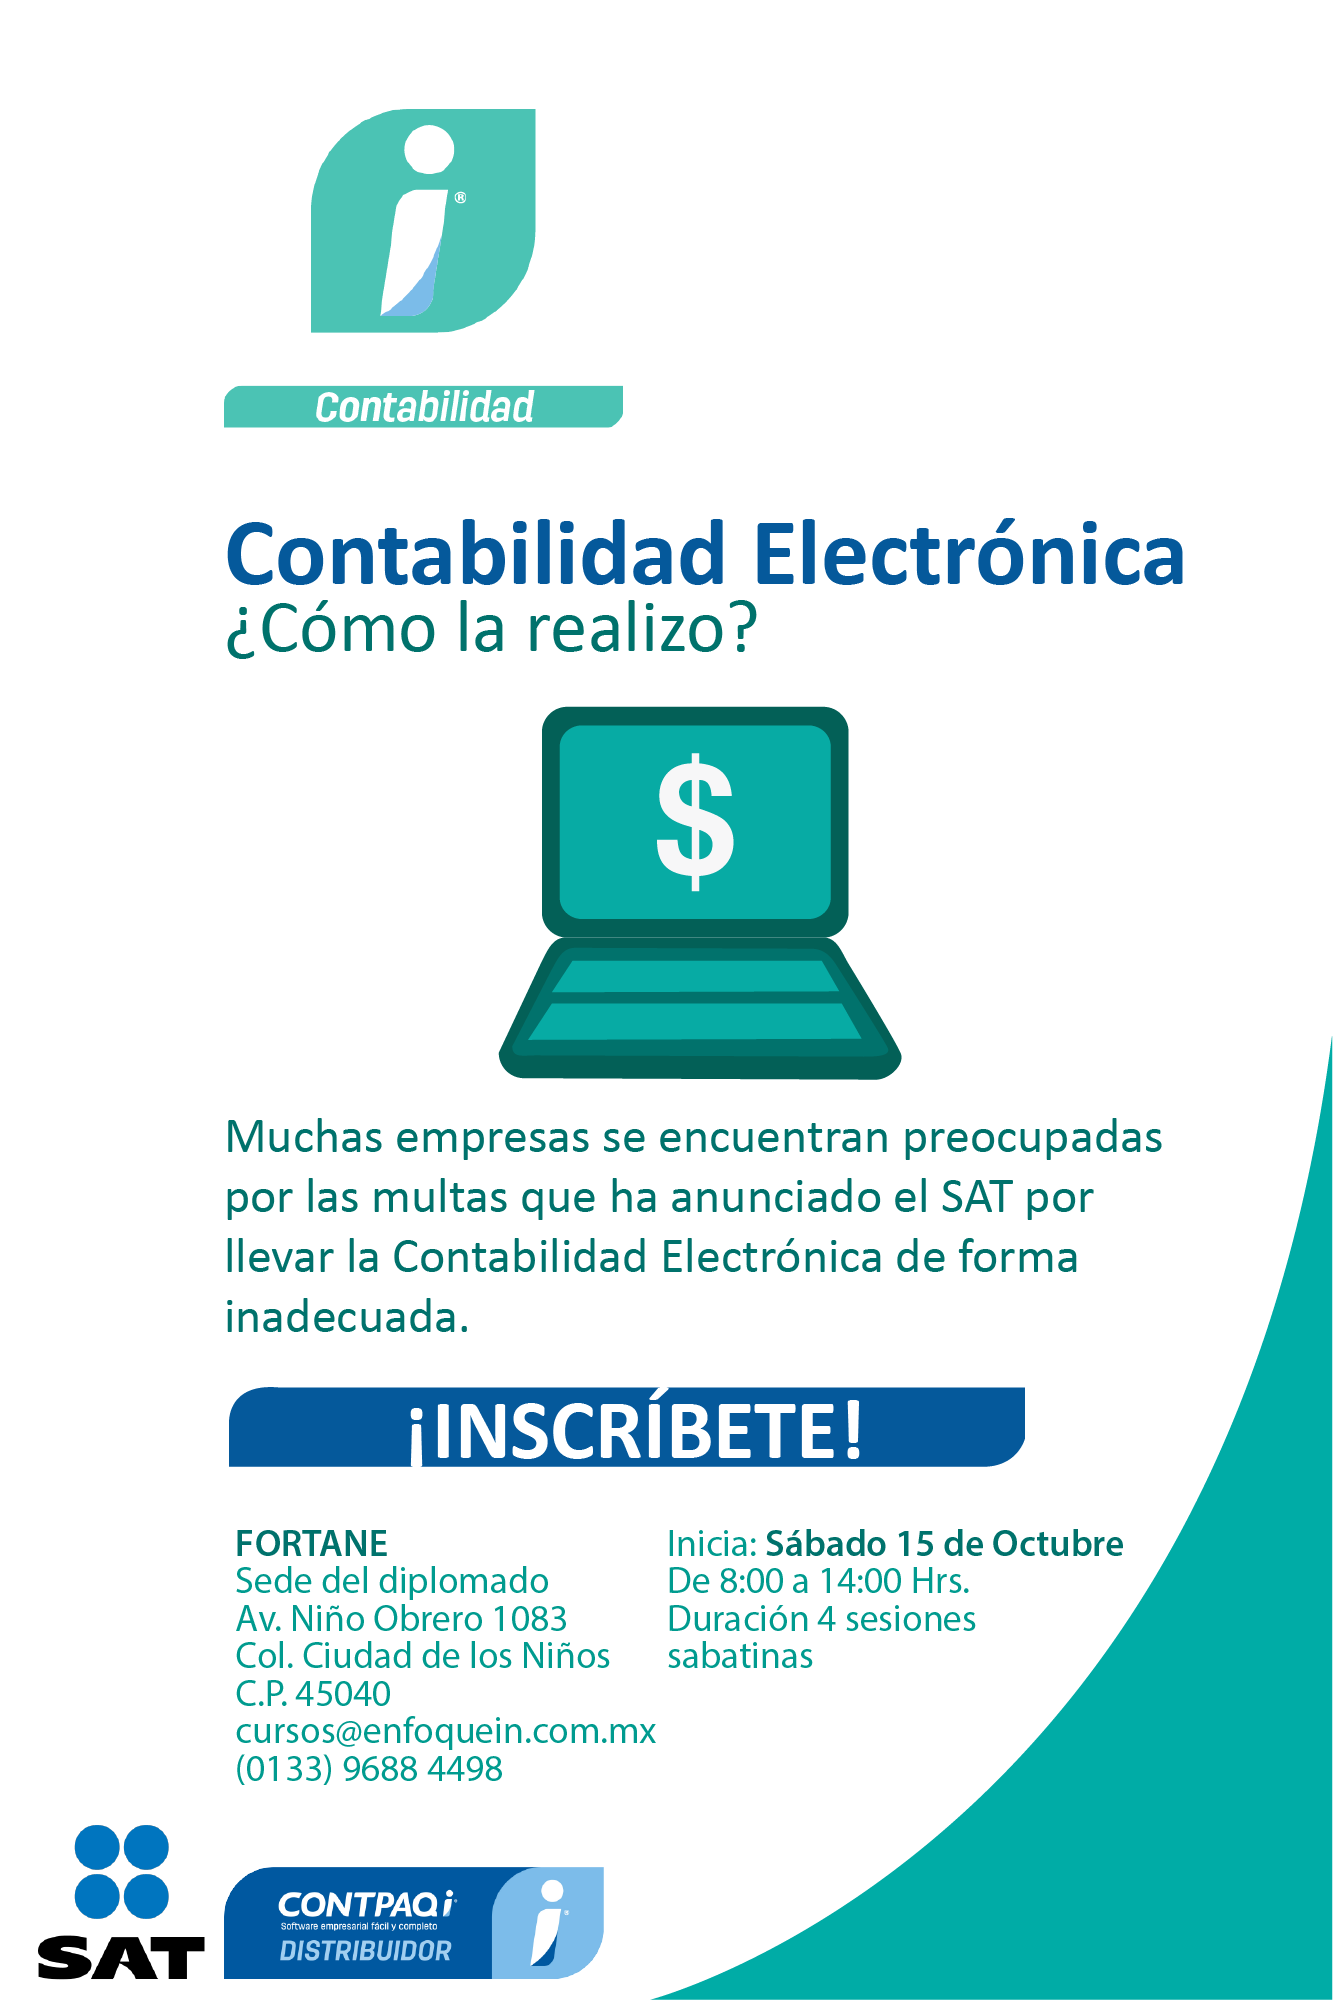 i®
Contabilidad
Contabilidad Electrónica
¿Cómo la realizo?
$
Muchas empresas se encuentran preocupadas
por las multas que ha anunciado el SAT por
llevar la Contabilidad Electrónica de forma
inadecuada.
¡INSCRÍBETE!
FORTANE
Sede del diplomado
Av. Niño Obrero 1083
Col. Ciudad de los Niños
C.P. 45040
cursos@enfoquein.com.mx
(0133) 9688 4498
Inicia: Sábado 15 de Octubre
De 8:00 a 14:00 Hrs.
Duración 4 sesiones
sabatinas
SAT
CONTPAQi®
Software empresarial fácil y completo
DISTRIBUIDOR
i®